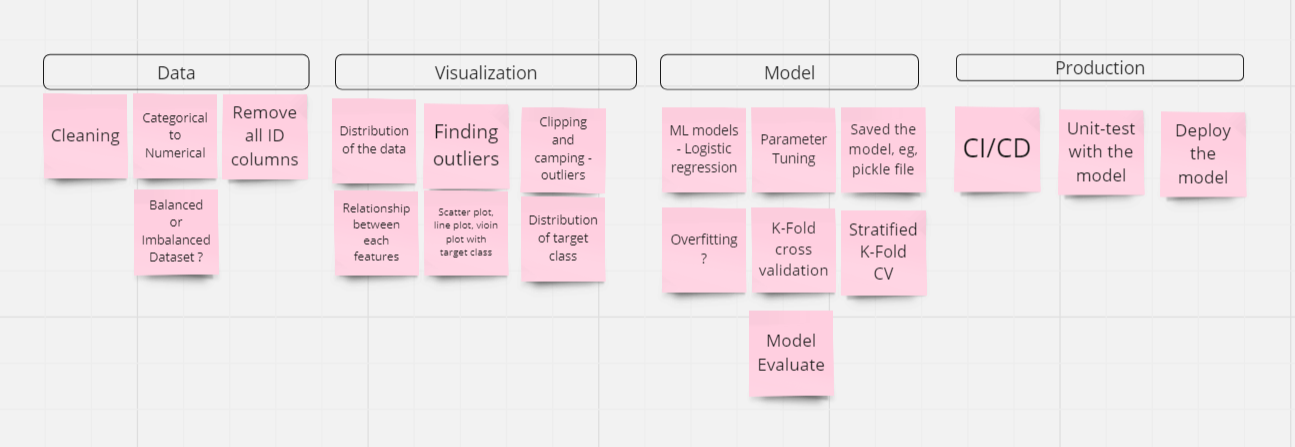 Data
Visualization
Model
Production
Cleaning
Categorical
to
Numerical
Remove
all ID
columns
Balanced
or
Imbalanced
Dataset ?
Distribution
of the data
Finding
outliers
Clipping
and
camping -
outliers
Relationship
between
each
features
Scatter plot,
line plot, vioin
plot with
target class
Distribution
of target
class
ML models
- Logistic
regression
Parameter
Tuning
Saved the
model, eg,
pickle file
Overfitting
?
K-Fold
cross
validation
Stratified
K-Fold
CV
Model
Evaluate
CI/CD
Unit-test
with the
model
Deploy
the
model